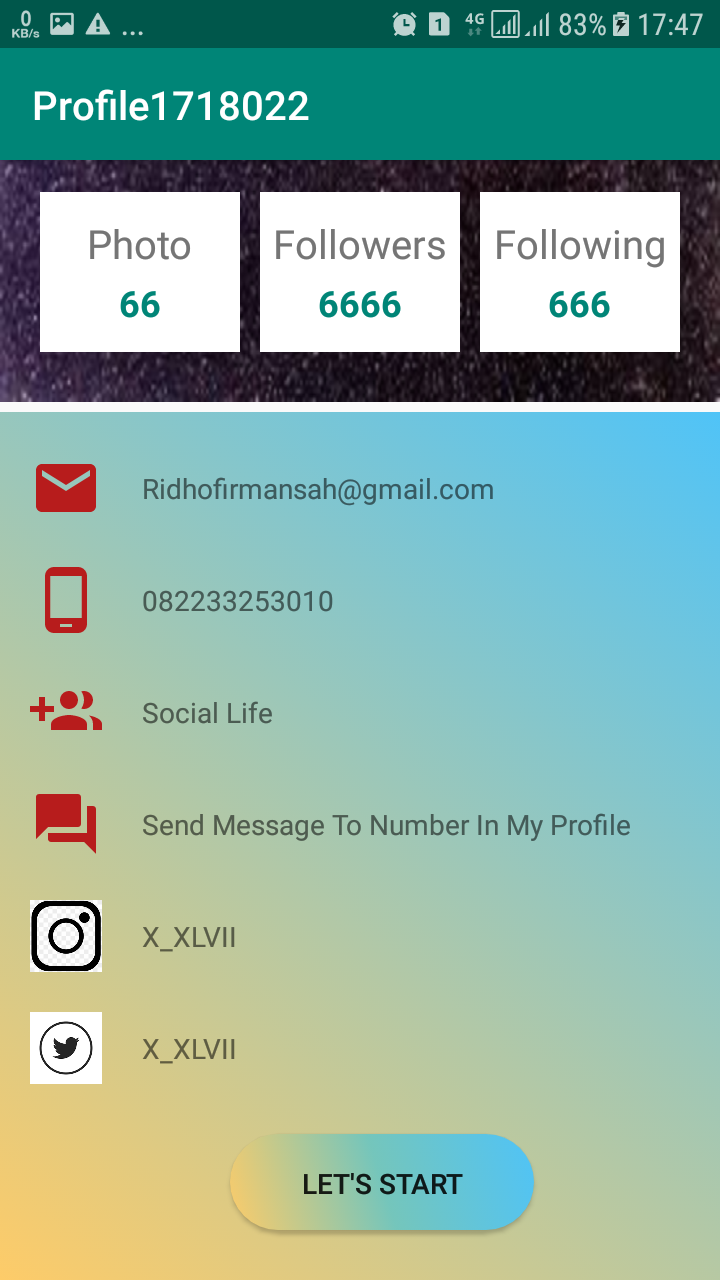 0 KB/s ... 1 4G 83% 17:47
Profile1718022
Photo Followers Following
66 6666 666
Ridhofirmansah@gmail.com
082233253010
Social Life
Send Message To Number In My Profile
X_XLVII
X_XLVII
LET'S START